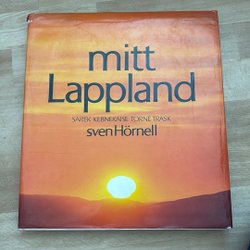 mitt
Lappland
SAREK KEBNEKAISE TORNETRÄSK
sven Hörnell